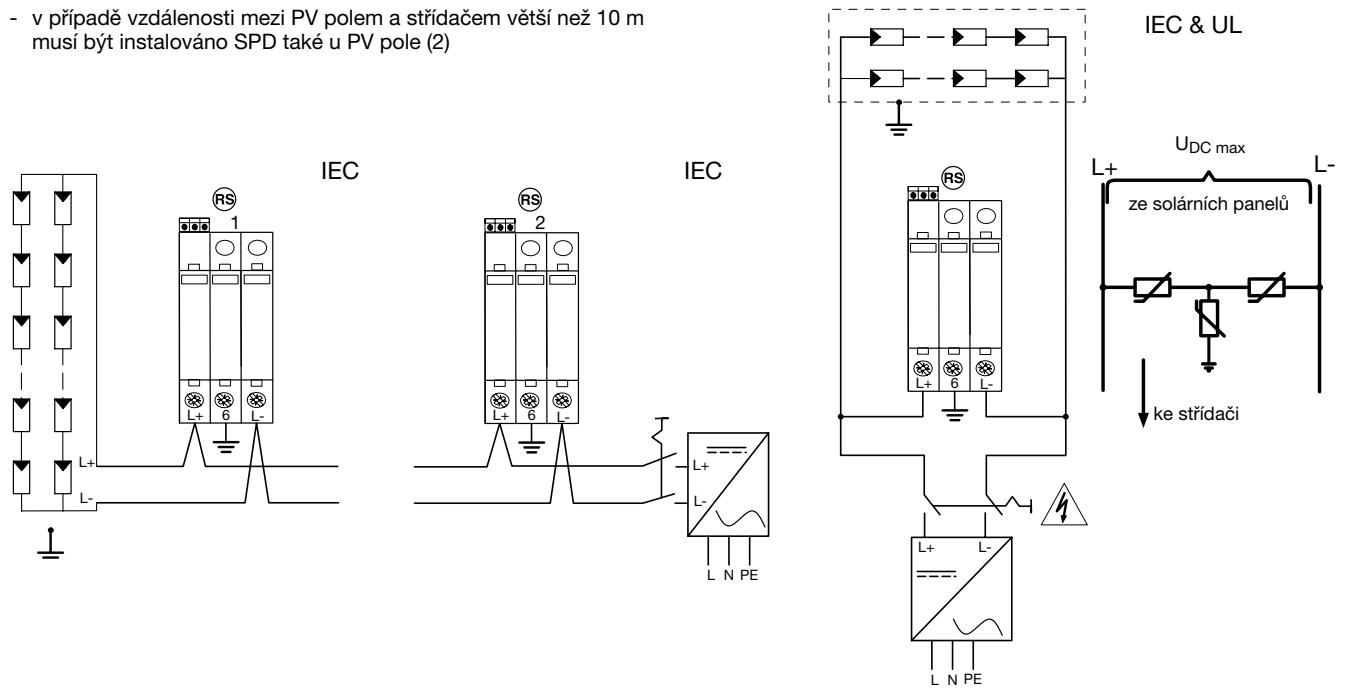 - v případě vzdálenosti mezi PV polem a střídačem větší než 10 m
musí být instalováno SPD také u PV pole (2)
IEC & UL
IEC
IEC
RS
1
RS
2
RS
UDC max
L+
L-
ze solárních panelů
L+ 6 L-
L+ 6 L-
L+ 6 L-
ke střídači
L+
L-
L+
L-
L N PE
L+ L-
L N PE